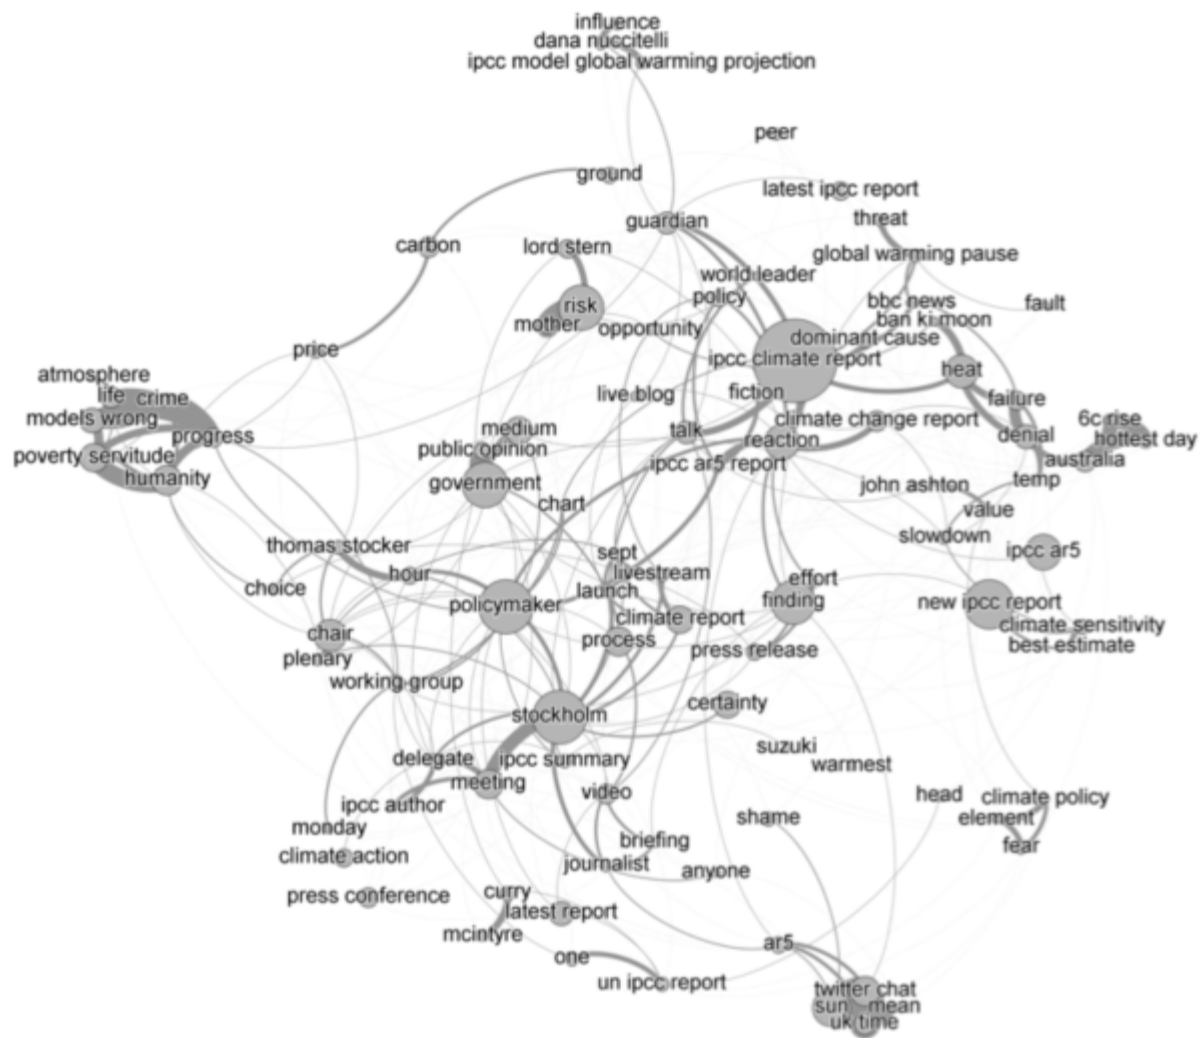 influence
dana nuccitelli
ipcc model global warming projection
peer
ground
latest ipcc report
threat
guardian
carbon
lord stern
global warming pause
world leader
policy
bbc news
fault
risk
ban ki moon
mother
opportunity
dominant cause
price
ipcc climate report
heat
atmosphere
life
crime
live blog
fiction
failure
models wrong
climate change report
6c rise
progress
medium
talk
reaction
denial
hottest day
public opinion
poverty servitude
ipcc ar5 report
australia
humanity
government
temp
john ashton
chart
value
slowdown
thomas stocker
sept
ipcc ar5
hour
livestream
effort
choice
launch
policymaker
finding
new ipcc report
climate report
climate sensitivity
chair
process
best estimate
plenary
press release
working group
certainty
stockholm
suzuki
delegate
ipcc summary
warmest
meeting
video
head
climate policy
ipcc author
shame
element
monday
briefing
fear
climate action
journalist
anyone
press conference
curry
latest report
mcintyre
ar5
one
un ipcc report
twitter chat
sun
mean
uk time